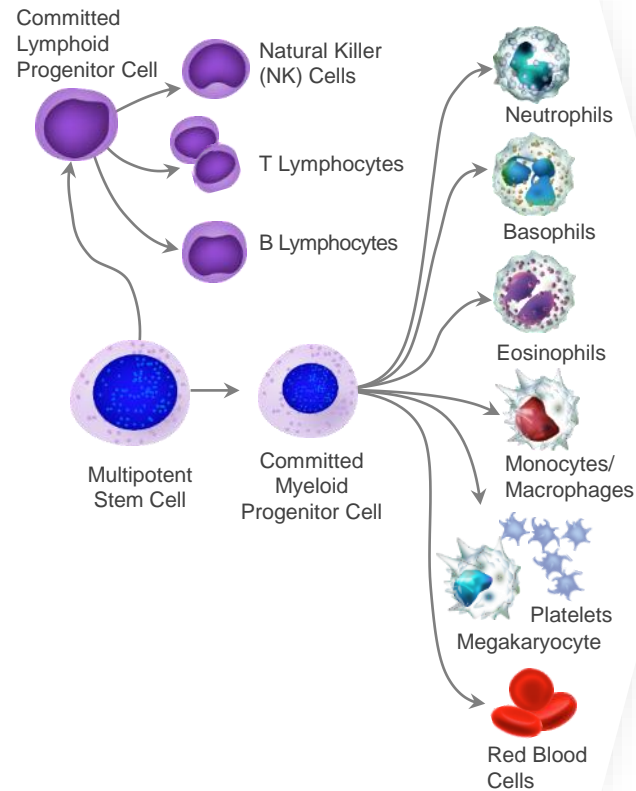 Committed
Lymphoid
Progenitor Cell
Natural Killer
(NK) Cells
T Lymphocytes
B Lymphocytes
Multipotent
Stem Cell
Committed
Myeloid
Progenitor Cell
Neutrophils
Basophils
Eosinophils
Monocytes/
Macrophages
Platelets
Megakaryocyte
Red Blood
Cells